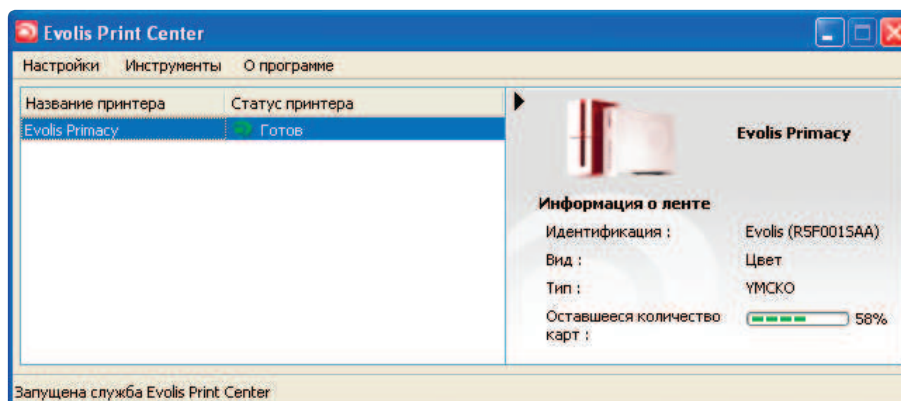 Evolis Print Center
Настройки Инструменты О программе
Название принтера Статус принтера
Evolis Primacy Готов
Evolis Primacy
Информация о ленте
Идентификация : Evolis (R5F001SAA)
Вид : Цвет
Тип : YMCKO
Оставшееся количество карт : 58%
Запущена служба Evolis Print Center